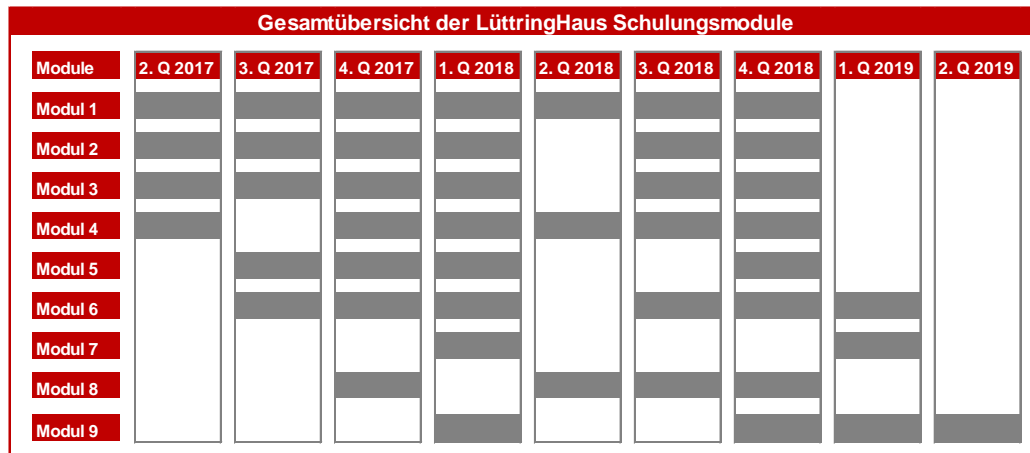 Gesamtübersicht der LüttringHaus Schulungsmodule
Module 2. Q 2017 3. Q 2017 4. Q 2017 1. Q 2018 2. Q 2018 3. Q 2018 4. Q 2018 1. Q 2019 2. Q 2019
Modul 1
Modul 2
Modul 3
Modul 4
Modul 5
Modul 6
Modul 7
Modul 8
Modul 9